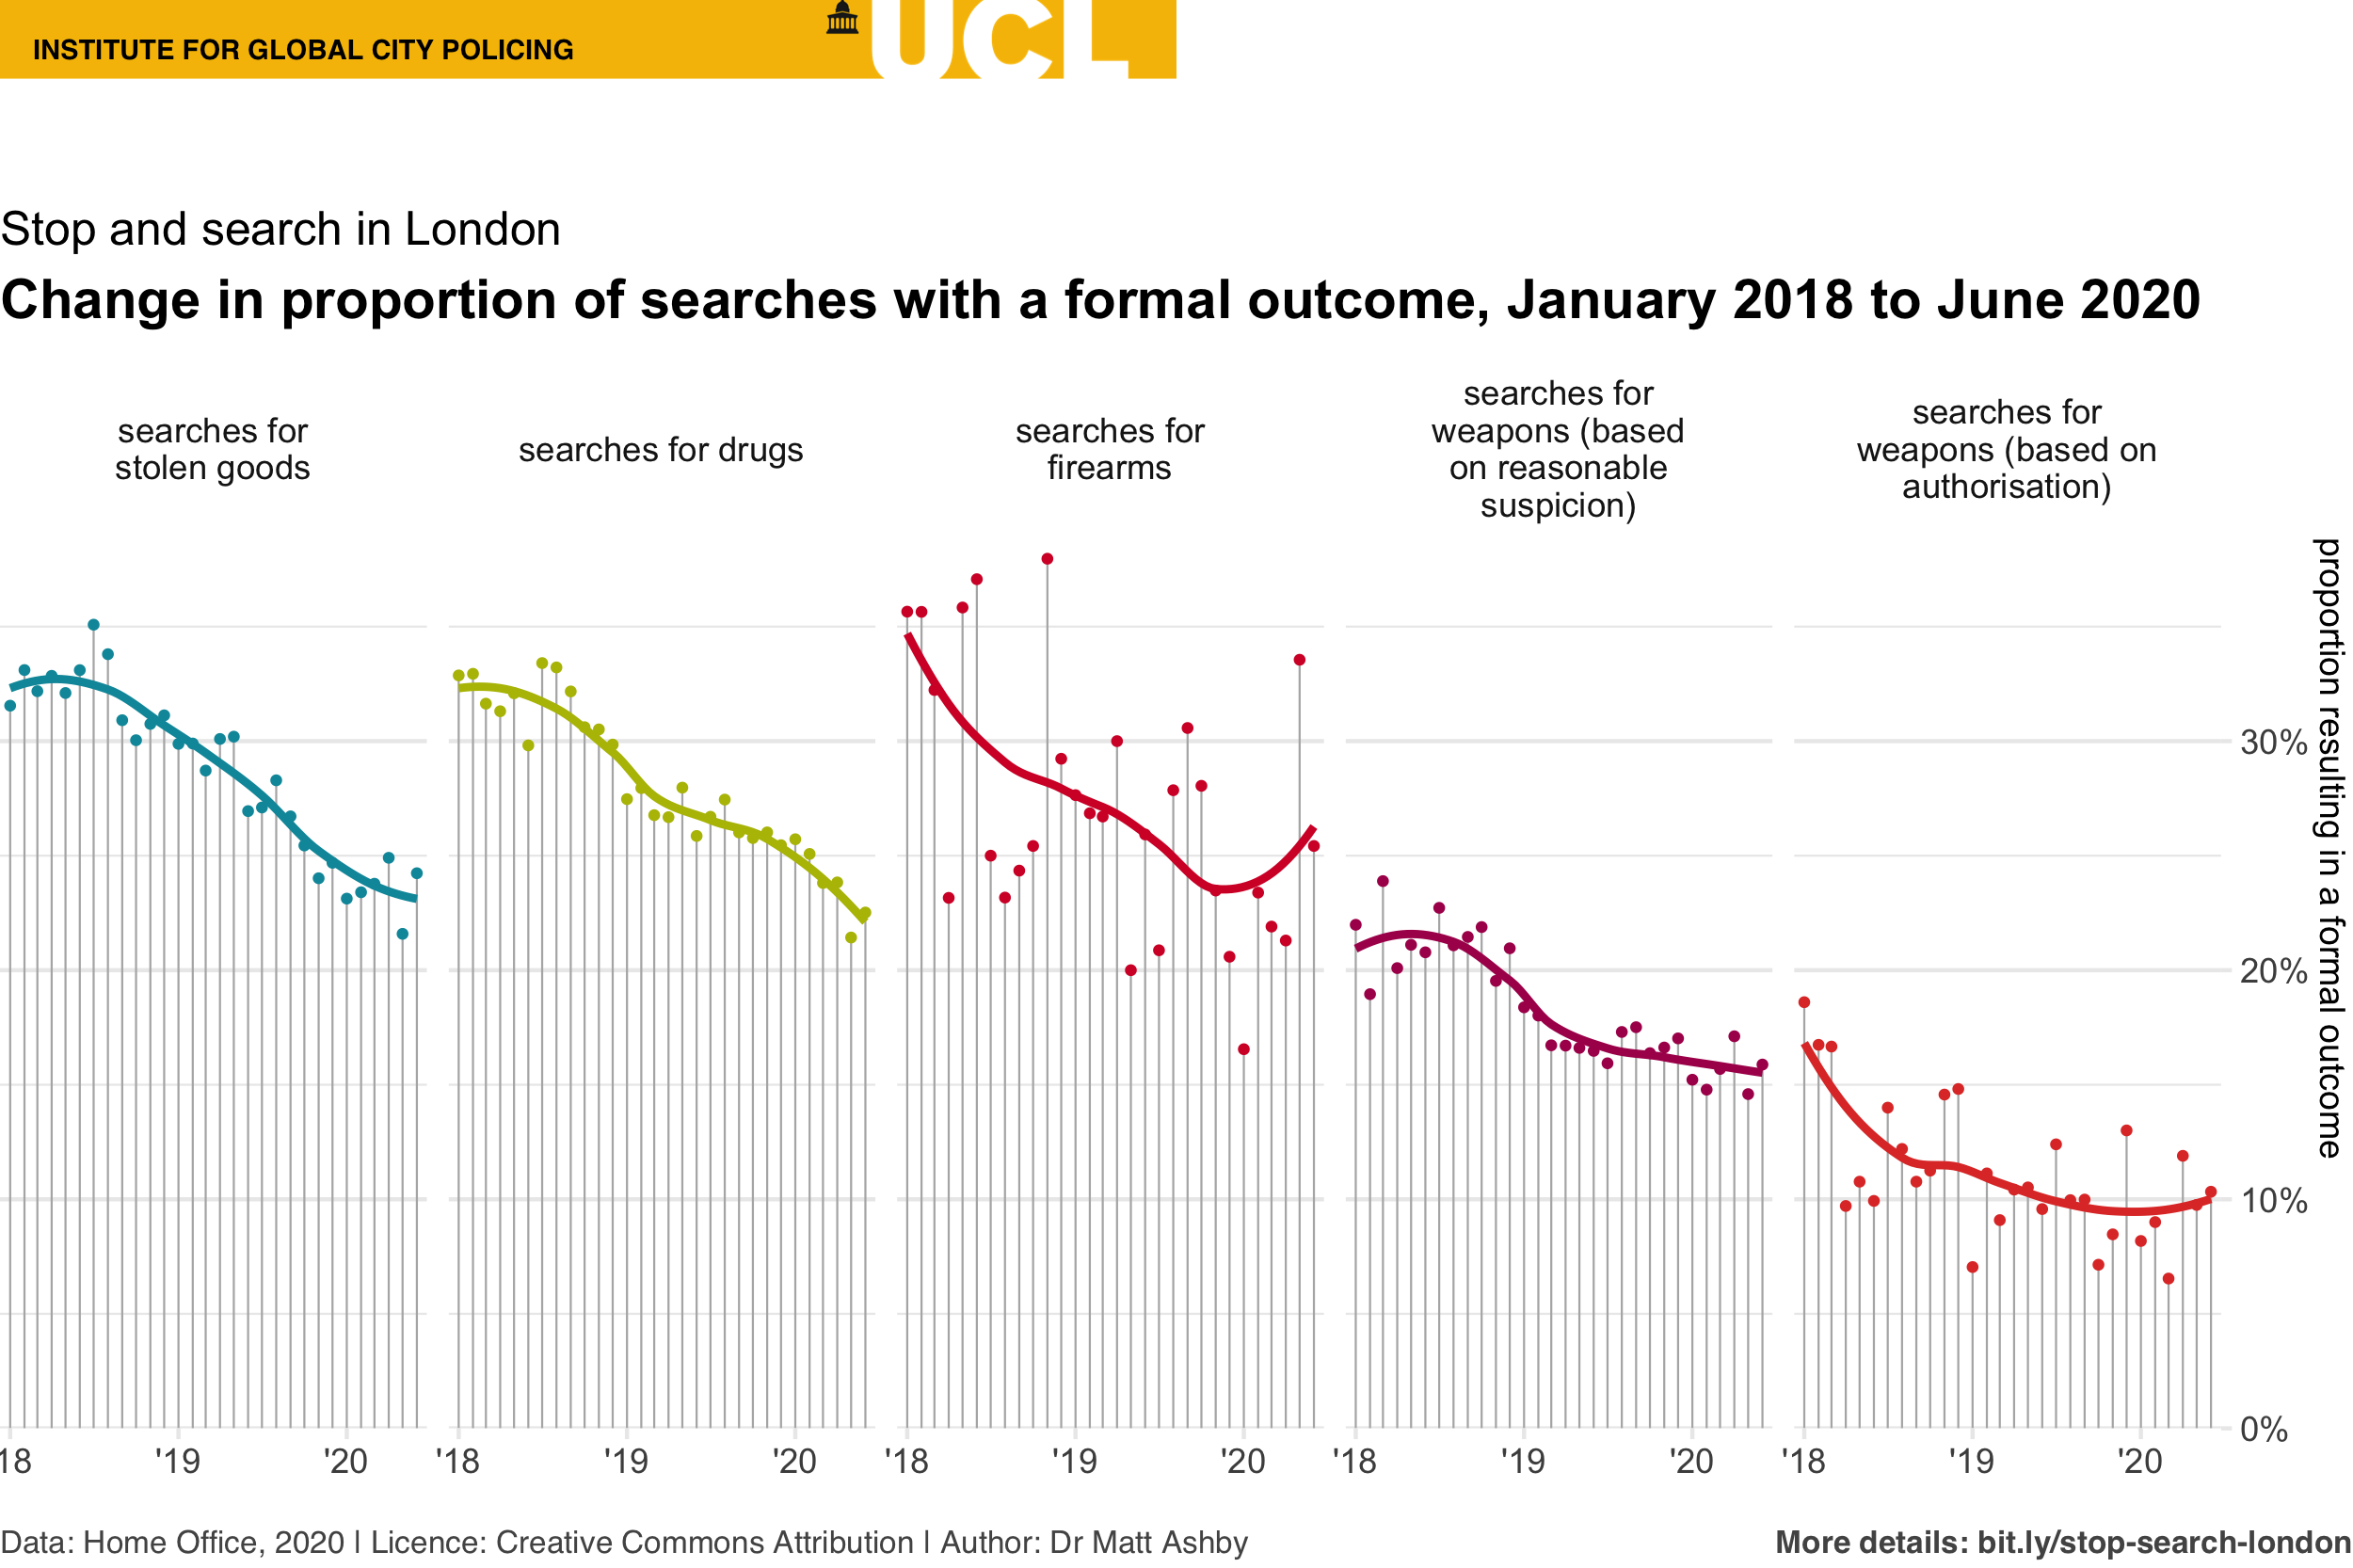 INSTITUTE FOR GLOBAL CITY POLICING
UCL
Stop and search in London
Change in proportion of searches with a formal outcome, January 2018 to June 2020
searches for
stolen goods
searches for drugs
searches for
firearms
searches for
weapons (based
on reasonable
suspicion)
searches for
weapons (based on
authorisation)
proportion resulting in a formal outcome
30%
20%
10%
0%
18 '19 '20
'18 '19 '20
'18 '19 '20
'18 '19 '20
'18 '19 '20
Data: Home Office, 2020 | Licence: Creative Commons Attribution | Author: Dr Matt Ashby
More details: bit.ly/stop-search-london